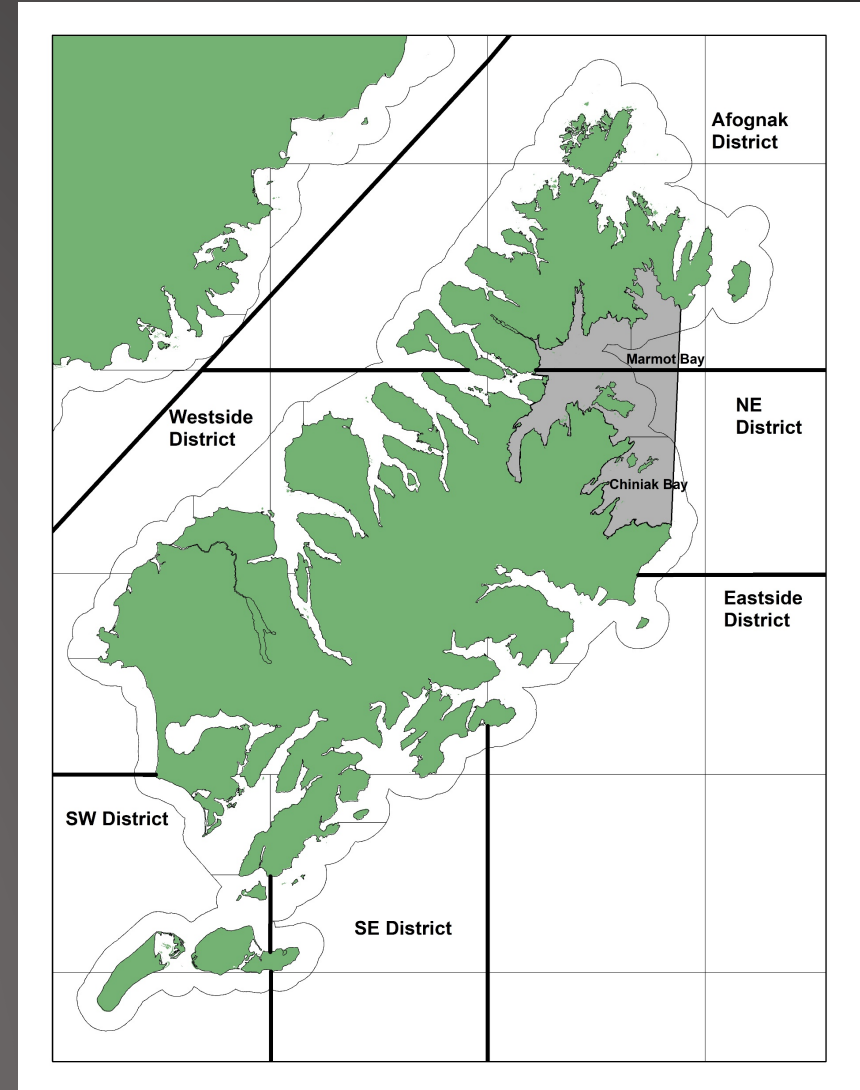 Afognak
District
Marmot Bay
Westside
District
NE
District
Chiniak Bay
Eastside
District
SW District
SE District